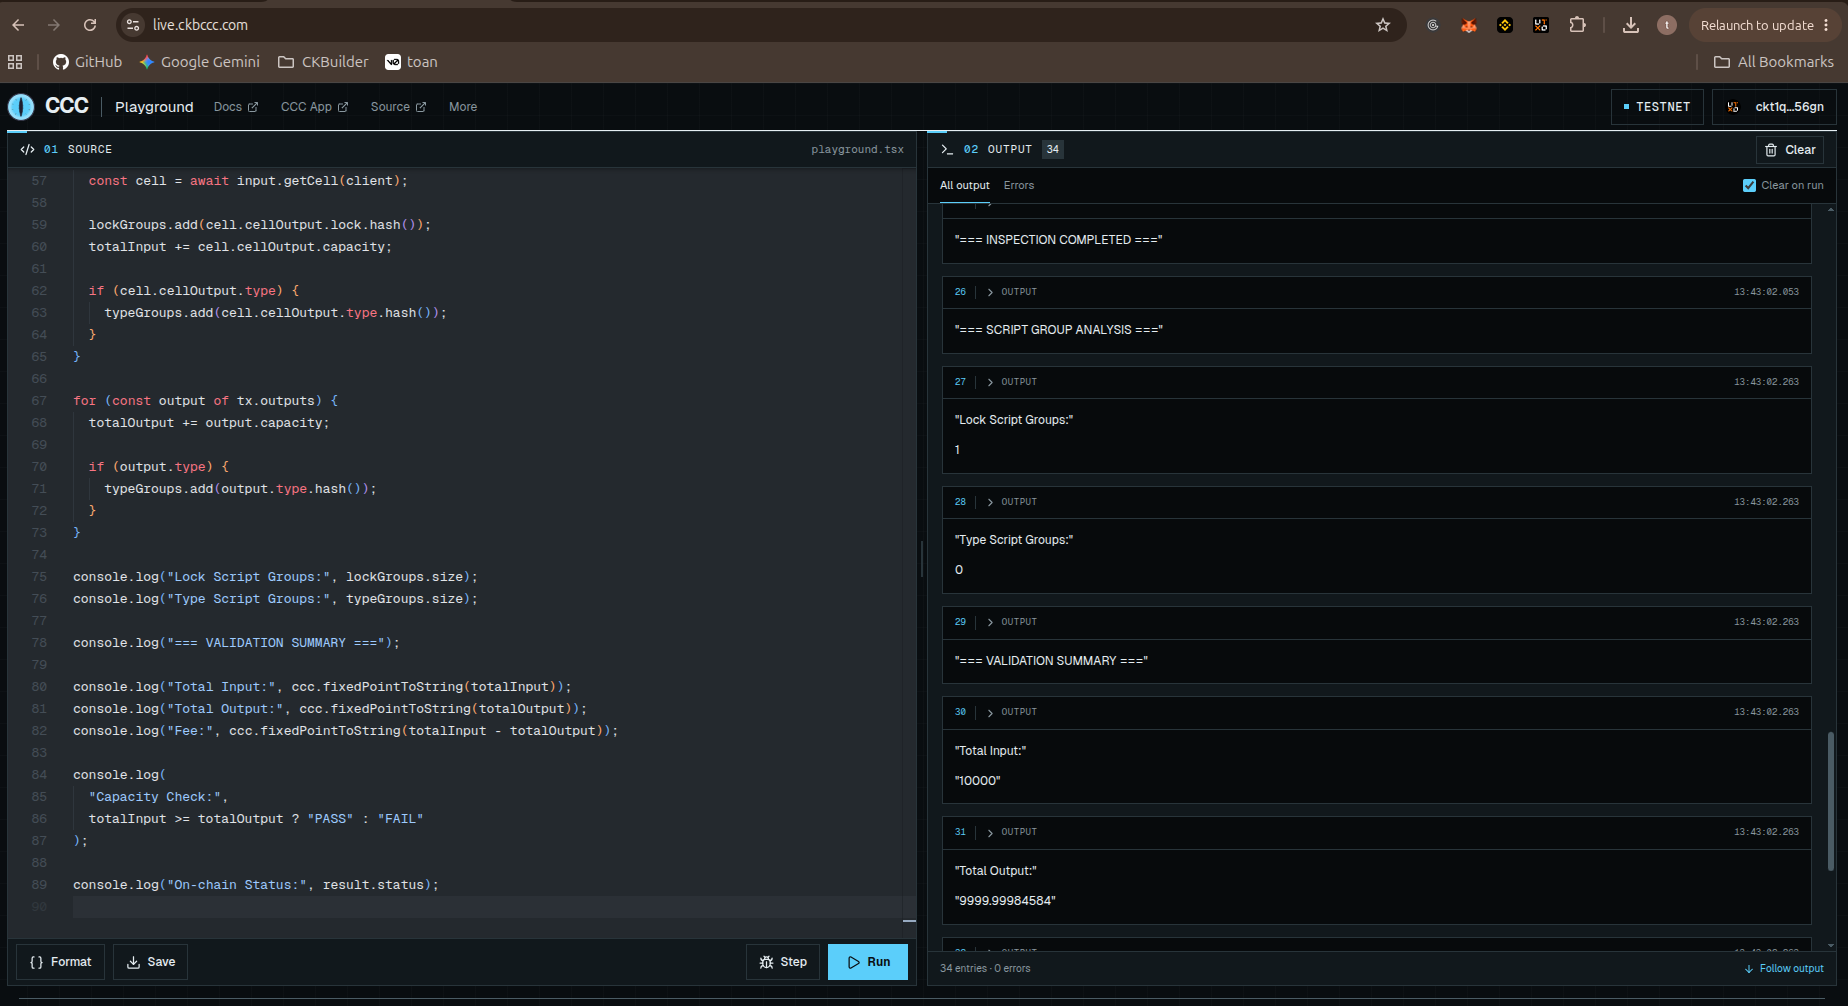 live.ckbccc.com
Relaunch to update
t
GitHub
Google Gemini
CKBuilder
toan
All Bookmarks
CCC
Playground
Docs
CCC App
Source
More
TESTNET
ckt1q...56gn
</> 01 SOURCE
playground.tsx
57 const cell = await input.getCell(client);
58
59 lockGroups.add(cell.cellOutput.lock.hash());
60 totalInput += cell.cellOutput.capacity;
61
62 if (cell.cellOutput.type) {
63 typeGroups.add(cell.cellOutput.type.hash());
64 }
65 }
66
67 for (const output of tx.outputs) {
68 totalOutput += output.capacity;
69
70 if (output.type) {
71 typeGroups.add(output.type.hash());
72 }
73 }
74
75 console.log("Lock Script Groups:", lockGroups.size);
76 console.log("Type Script Groups:", typeGroups.size);
77
78 console.log("=== VALIDATION SUMMARY ===");
79
80 console.log("Total Input:", ccc.fixedPointToString(totalInput));
81 console.log("Total Output:", ccc.fixedPointToString(totalOutput));
82 console.log("Fee:", ccc.fixedPointToString(totalInput - totalOutput));
83
84 console.log(
85 "Capacity Check:",
86 totalInput >= totalOutput ? "PASS" : "FAIL"
87 );
88
89 console.log("On-chain Status:", result.status);
90
{ } Format
Save
Step
Run
02 OUTPUT 34
Clear
All output
Errors
Clear on run
"=== INSPECTION COMPLETED ==="
26 OUTPUT 13:43:02.053
"=== SCRIPT GROUP ANALYSIS ==="
27 OUTPUT 13:43:02.263
"Lock Script Groups:"
1
28 OUTPUT 13:43:02.263
"Type Script Groups:"
0
29 OUTPUT 13:43:02.263
"=== VALIDATION SUMMARY ==="
30 OUTPUT 13:43:02.263
"Total Input:"
"10000"
31 OUTPUT 13:43:02.263
"Total Output:"
"9999.99984584"
34 entries · 0 errors
Follow output